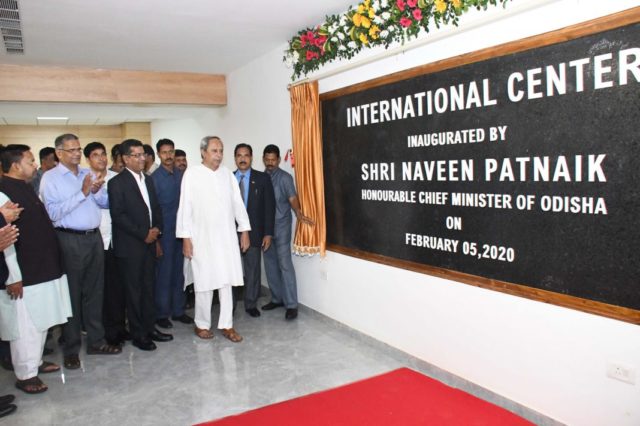 INTERNATIONAL CENTER
INAUGURATED BY
SHRI NAVEEN PATNAIK
HONOURABLE CHIEF MINISTER OF ODISHA
ON
FEBRUARY 05,2020